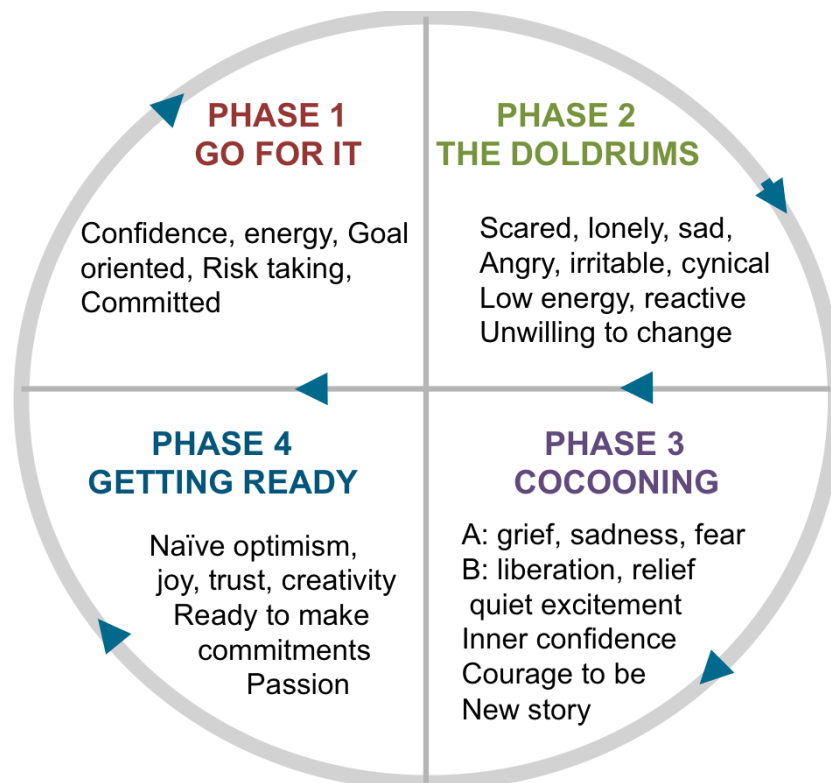 PHASE 1
GO FOR IT
Confidence, energy, Goal
oriented, Risk taking,
Committed
PHASE 2
THE DOLDRUMS
Scared, lonely, sad,
Angry, irritable, cynical
Low energy, reactive
Unwilling to change
PHASE 4
GETTING READY
Naïve optimism,
joy, trust, creativity
Ready to make
commitments
Passion
PHASE 3
COCOONING
A: grief, sadness, fear
B: liberation, relief
quiet excitement
Inner confidence
Courage to be
New story